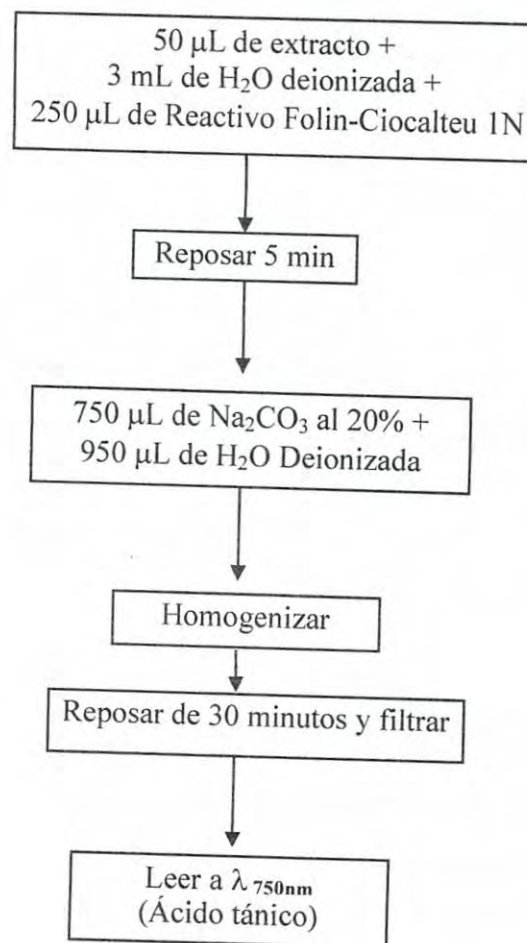 50 µL de extracto +
3 mL de H₂O deionizada +
250 µL de Reactivo Folin-Ciocalteu 1N
Reposar 5 min
750 µL de Na₂CO₃ al 20% +
950 µL de H₂O Deionizada
Homogenizar
Reposar de 30 minutos y filtrar
Leer a λ 750nm
(Ácido tánico)